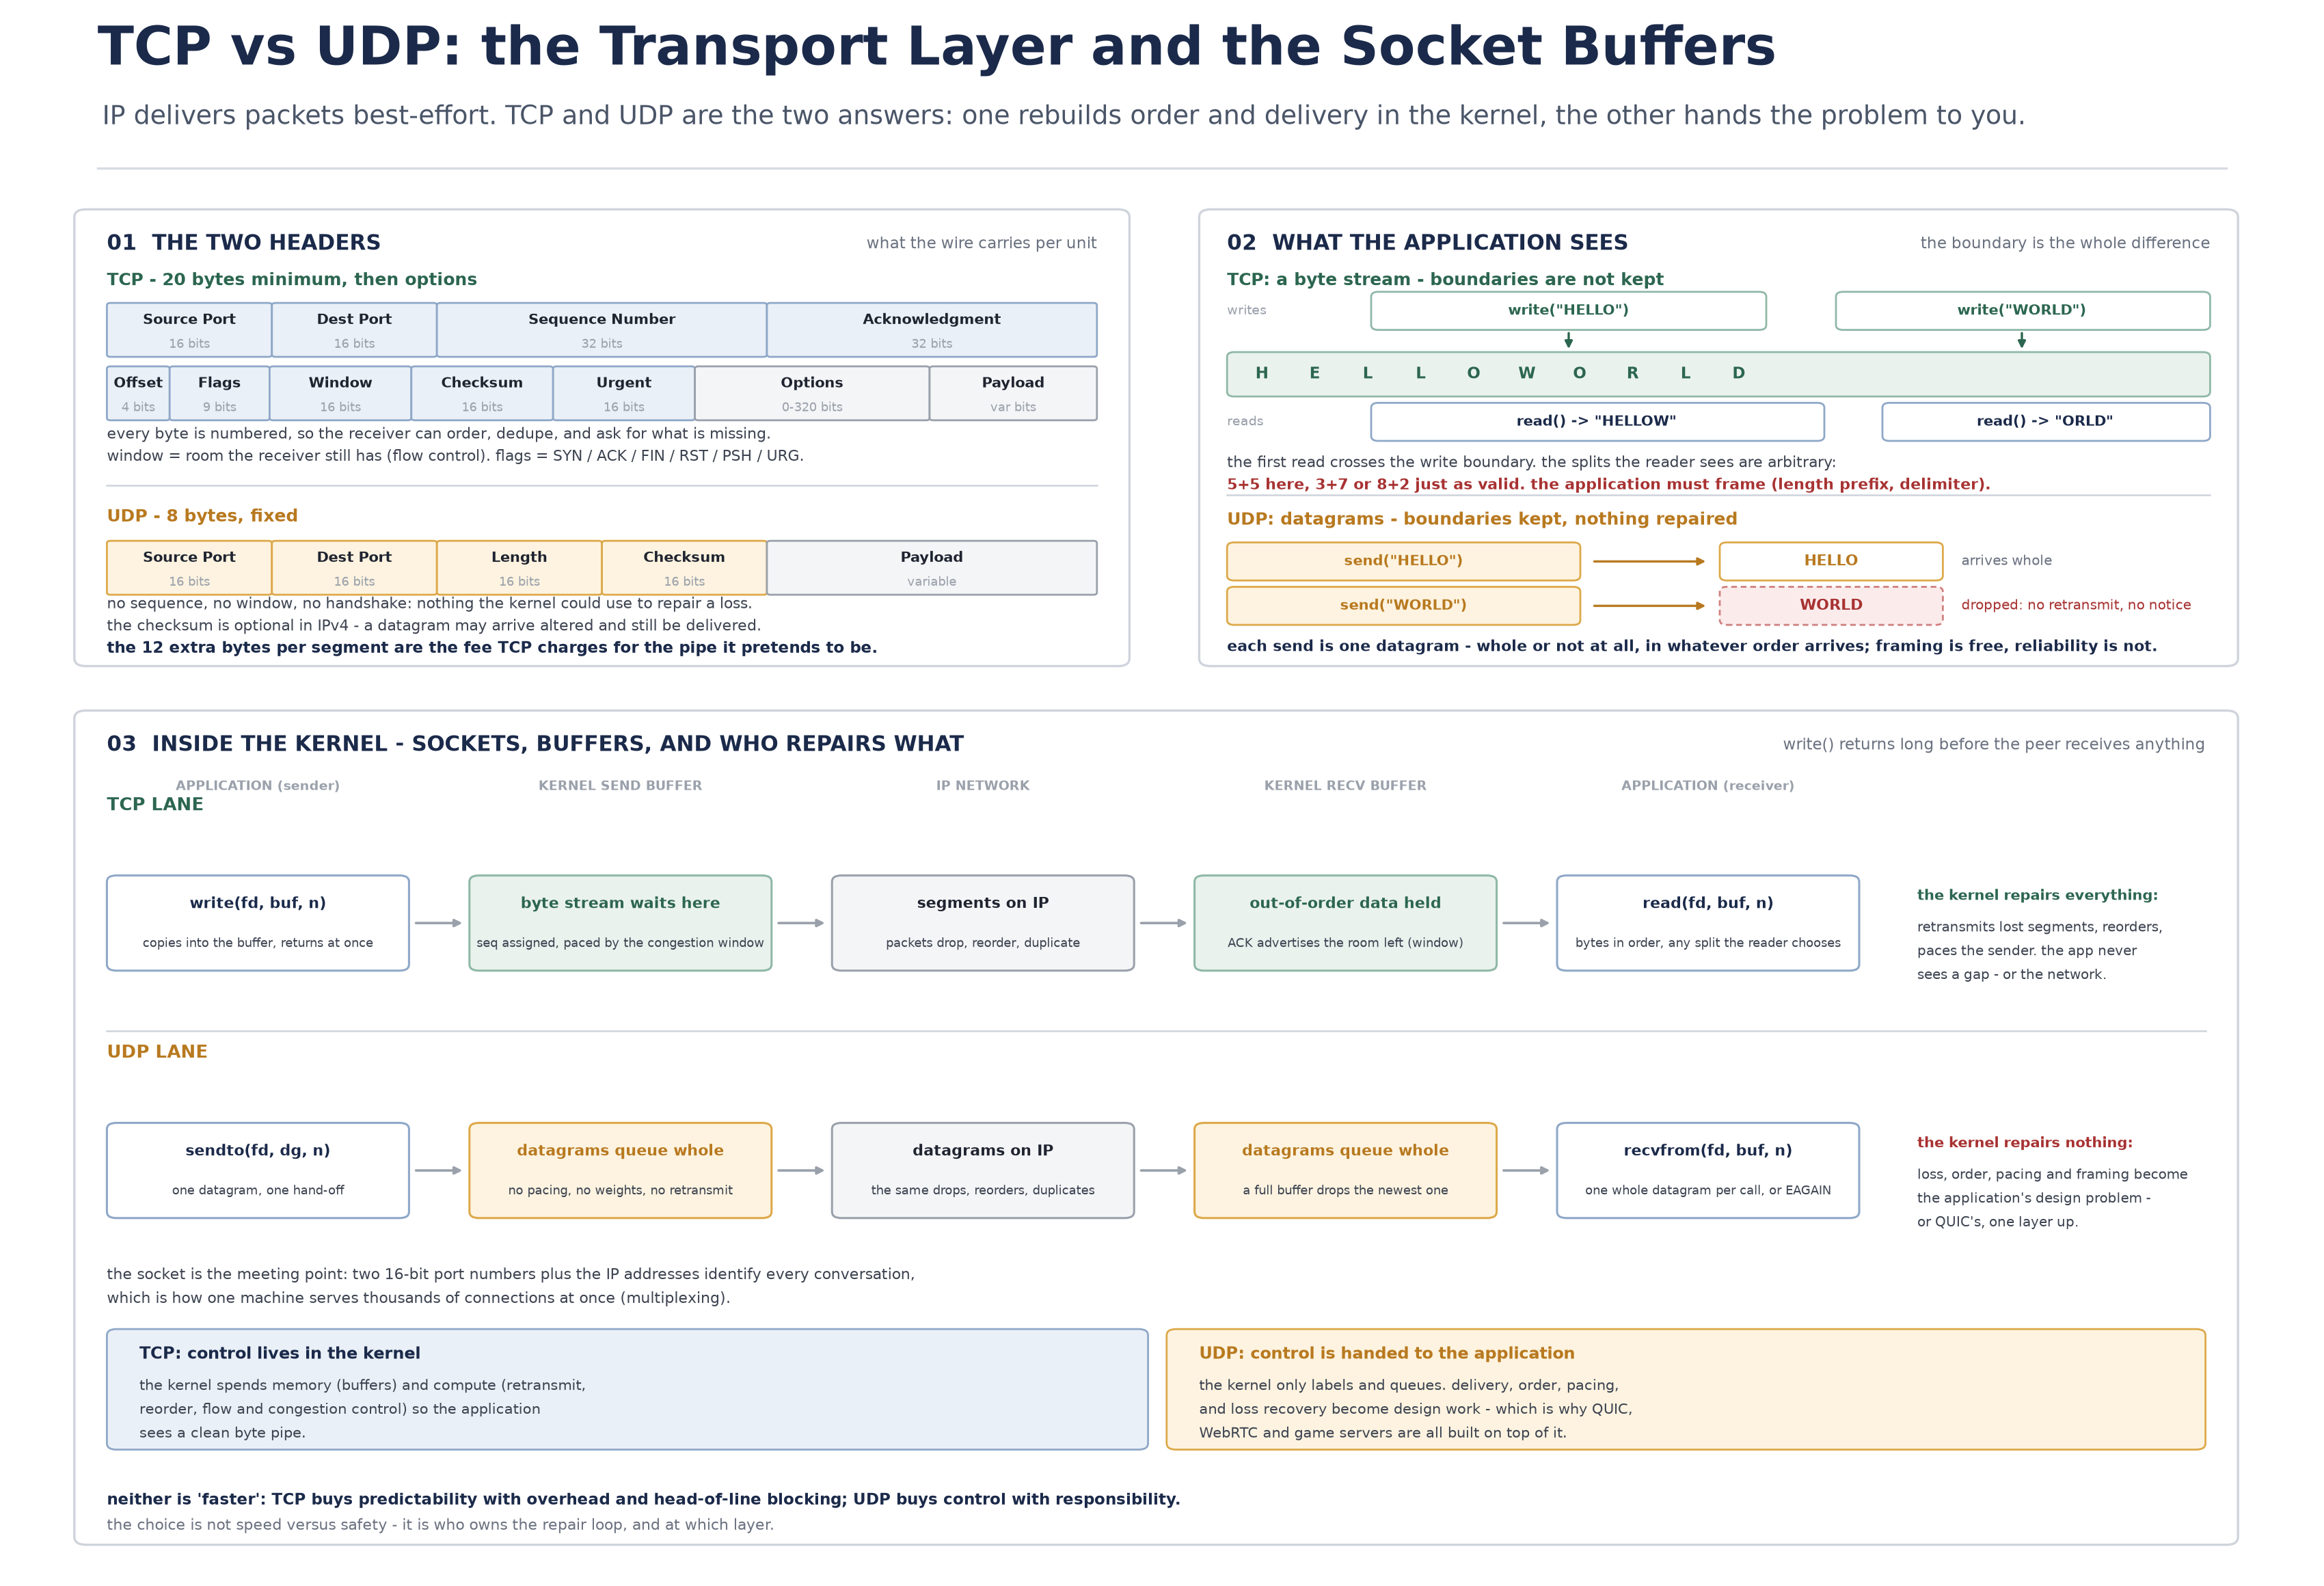 TCP vs UDP: the Transport Layer and the Socket Buffers
IP delivers packets best-effort. TCP and UDP are the two answers: one rebuilds order and delivery in the kernel, the other hands the problem to you.
01 THE TWO HEADERS
what the wire carries per unit
TCP - 20 bytes minimum, then options
Source Port
16 bits
Dest Port
16 bits
Sequence Number
32 bits
Acknowledgment
32 bits
Offset
4 bits
Flags
9 bits
Window
16 bits
Checksum
16 bits
Urgent
16 bits
Options
0-320 bits
Payload
var bits
every byte is numbered, so the receiver can order, dedupe, and ask for what is missing.
window = room the receiver still has (flow control). flags = SYN / ACK / FIN / RST / PSH / URG.
UDP - 8 bytes, fixed
Source Port
16 bits
Dest Port
16 bits
Length
16 bits
Checksum
16 bits
Payload
variable
no sequence, no window, no handshake: nothing the kernel could use to repair a loss.
the checksum is optional in IPv4 - a datagram may arrive altered and still be delivered.
the 12 extra bytes per segment are the fee TCP charges for the pipe it pretends to be.
02 WHAT THE APPLICATION SEES
the boundary is the whole difference
TCP: a byte stream - boundaries are not kept
writes
write("HELLO")
write("WORLD")
H E L L O W O R L D
reads
read() -> "HELLOW"
read() -> "ORLD"
the first read crosses the write boundary. the splits the reader sees are arbitrary:
5+5 here, 3+7 or 8+2 just as valid. the application must frame (length prefix, delimiter).
UDP: datagrams - boundaries kept, nothing repaired
send("HELLO")
HELLO
arrives whole
send("WORLD")
WORLD
dropped: no retransmit, no notice
each send is one datagram - whole or not at all, in whatever order arrives; framing is free, reliability is not.
03 INSIDE THE KERNEL - SOCKETS, BUFFERS, AND WHO REPAIRS WHAT
write() returns long before the peer receives anything
APPLICATION (sender)
KERNEL SEND BUFFER
IP NETWORK
KERNEL RECV BUFFER
APPLICATION (receiver)
TCP LANE
write(fd, buf, n)
copies into the buffer, returns at once
byte stream waits here
seq assigned, paced by the congestion window
segments on IP
packets drop, reorder, duplicate
out-of-order data held
ACK advertises the room left (window)
read(fd, buf, n)
bytes in order, any split the reader chooses
the kernel repairs everything:
retransmits lost segments, reorders,
paces the sender. the app never
sees a gap - or the network.
UDP LANE
sendto(fd, dg, n)
one datagram, one hand-off
datagrams queue whole
no pacing, no weights, no retransmit
datagrams on IP
the same drops, reorders, duplicates
datagrams queue whole
a full buffer drops the newest one
recvfrom(fd, buf, n)
one whole datagram per call, or EAGAIN
the kernel repairs nothing:
loss, order, pacing and framing become
the application's design problem -
or QUIC's, one layer up.
the socket is the meeting point: two 16-bit port numbers plus the IP addresses identify every conversation,
which is how one machine serves thousands of connections at once (multiplexing).
TCP: control lives in the kernel
the kernel spends memory (buffers) and compute (retransmit,
reorder, flow and congestion control) so the application
sees a clean byte pipe.
UDP: control is handed to the application
the kernel only labels and queues. delivery, order, pacing,
and loss recovery become design work - which is why QUIC,
WebRTC and game servers are all built on top of it.
neither is 'faster': TCP buys predictability with overhead and head-of-line blocking; UDP buys control with responsibility.
the choice is not speed versus safety - it is who owns the repair loop, and at which layer.